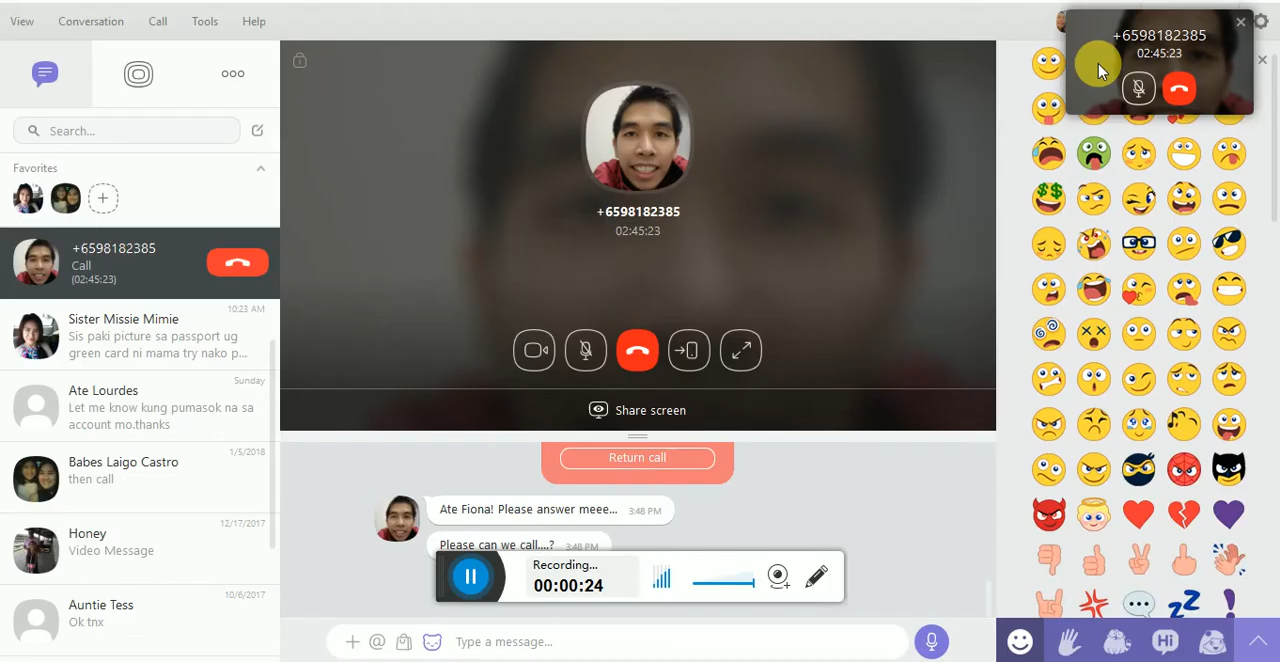 View Conversation Call Tools Help
Search...
Favorites
+6598182385
Call
(02:45:23)
10:23 AM
Sister Missie Mimie
Sis paki picture sa passport ug
green card ni mama try nako p...
Sunday
Ate Lourdes
Let me know kung pumasok na sa
account mo.thanks
1/5/2018
Babes Laigo Castro
then call
12/17/2017
Honey
Video Message
10/6/2017
Auntie Tess
Ok tnx
+6598182385
02:45:23
Share screen
Return call
Ate Fiona! Please answer meee... 3:48 PM
Please can we call....? 3:48 PM
Recording...
00:00:24
Type a message...
+6598182385
02:45:23
Hi